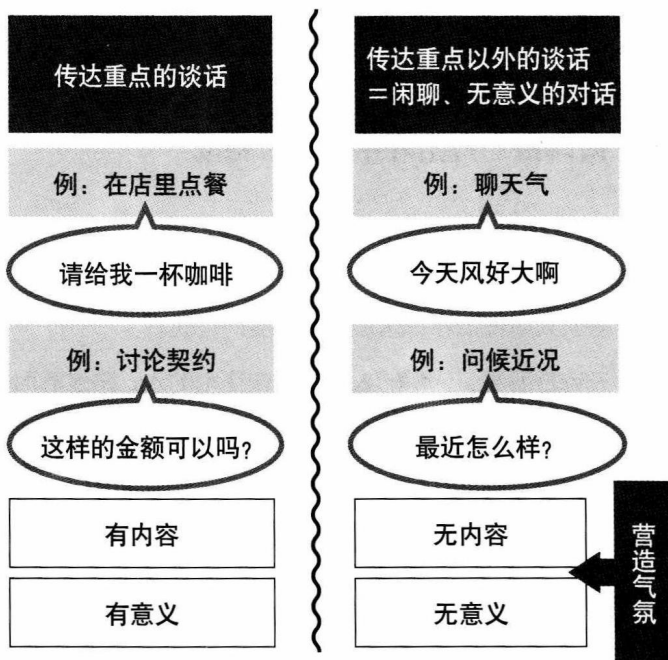 传达重点的谈话
例：在店里点餐
请给我一杯咖啡
例：讨论契约
这样的金额可以吗？
有内容
有意义
传达重点以外的谈话
＝闲聊、无意义的对话
例：聊天气
今天风好大啊
例：问候近况
最近怎么样？
无内容
无意义
营造气氛